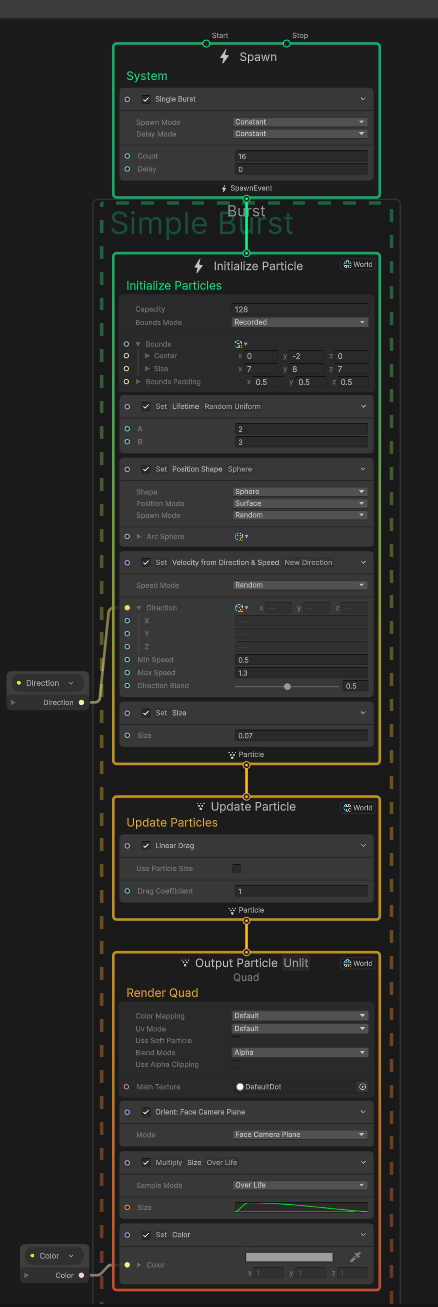 Start Stop
Spawn
System
Single Burst
Spawn Mode Constant
Delay Mode Constant
Count 16
Delay 0
SpawnEvent
Burst
Simple Burst
Initialize Particle World
Initialize Particles
Capacity 128
Bounds Mode Recorded
Bounds
Center x 0 y -2 z 0
Size x 7 y 8 z 7
Bounds Padding x 0.5 y 0.5 z 0.5
Set Lifetime Random Uniform
A 2
B 3
Set Position Shape Sphere
Shape Sphere
Position Mode Surface
Spawn Mode Random
Arc Sphere
Set Velocity from Direction & Speed New Direction
Speed Mode Random
Direction x — y — z —
X —
Y —
Z —
Min Speed 0.5
Max Speed 1.3
Direction Blend 0.5
Direction
Direction
Set Size
Size 0.07
Particle
Update Particle World
Update Particles
Linear Drag
Use Particle Size
Drag Coefficient 1
Particle
Output Particle Unlit World
Quad
Render Quad
Color Mapping Default
Uv Mode Default
Use Soft Particle
Blend Mode Alpha
Use Alpha Clipping
Main Texture DefaultDot
Orient: Face Camera Plane
Mode Face Camera Plane
Multiply Size Over Life
Sample Mode Over Life
Size
Set Color
Color
Color
Color
x 1 y 1 z 1